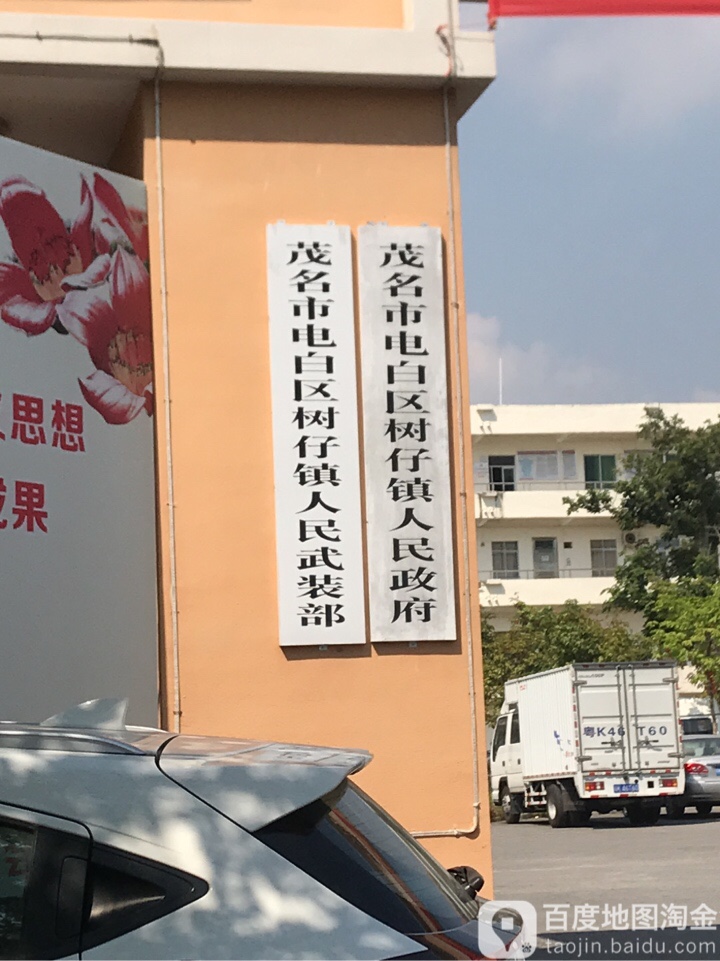 茂名市电白区树仔镇人民武装部
茂名市电白区树仔镇人民政府
思想
果
粤K46 T60
百度地图淘金
taojin.baidu.com